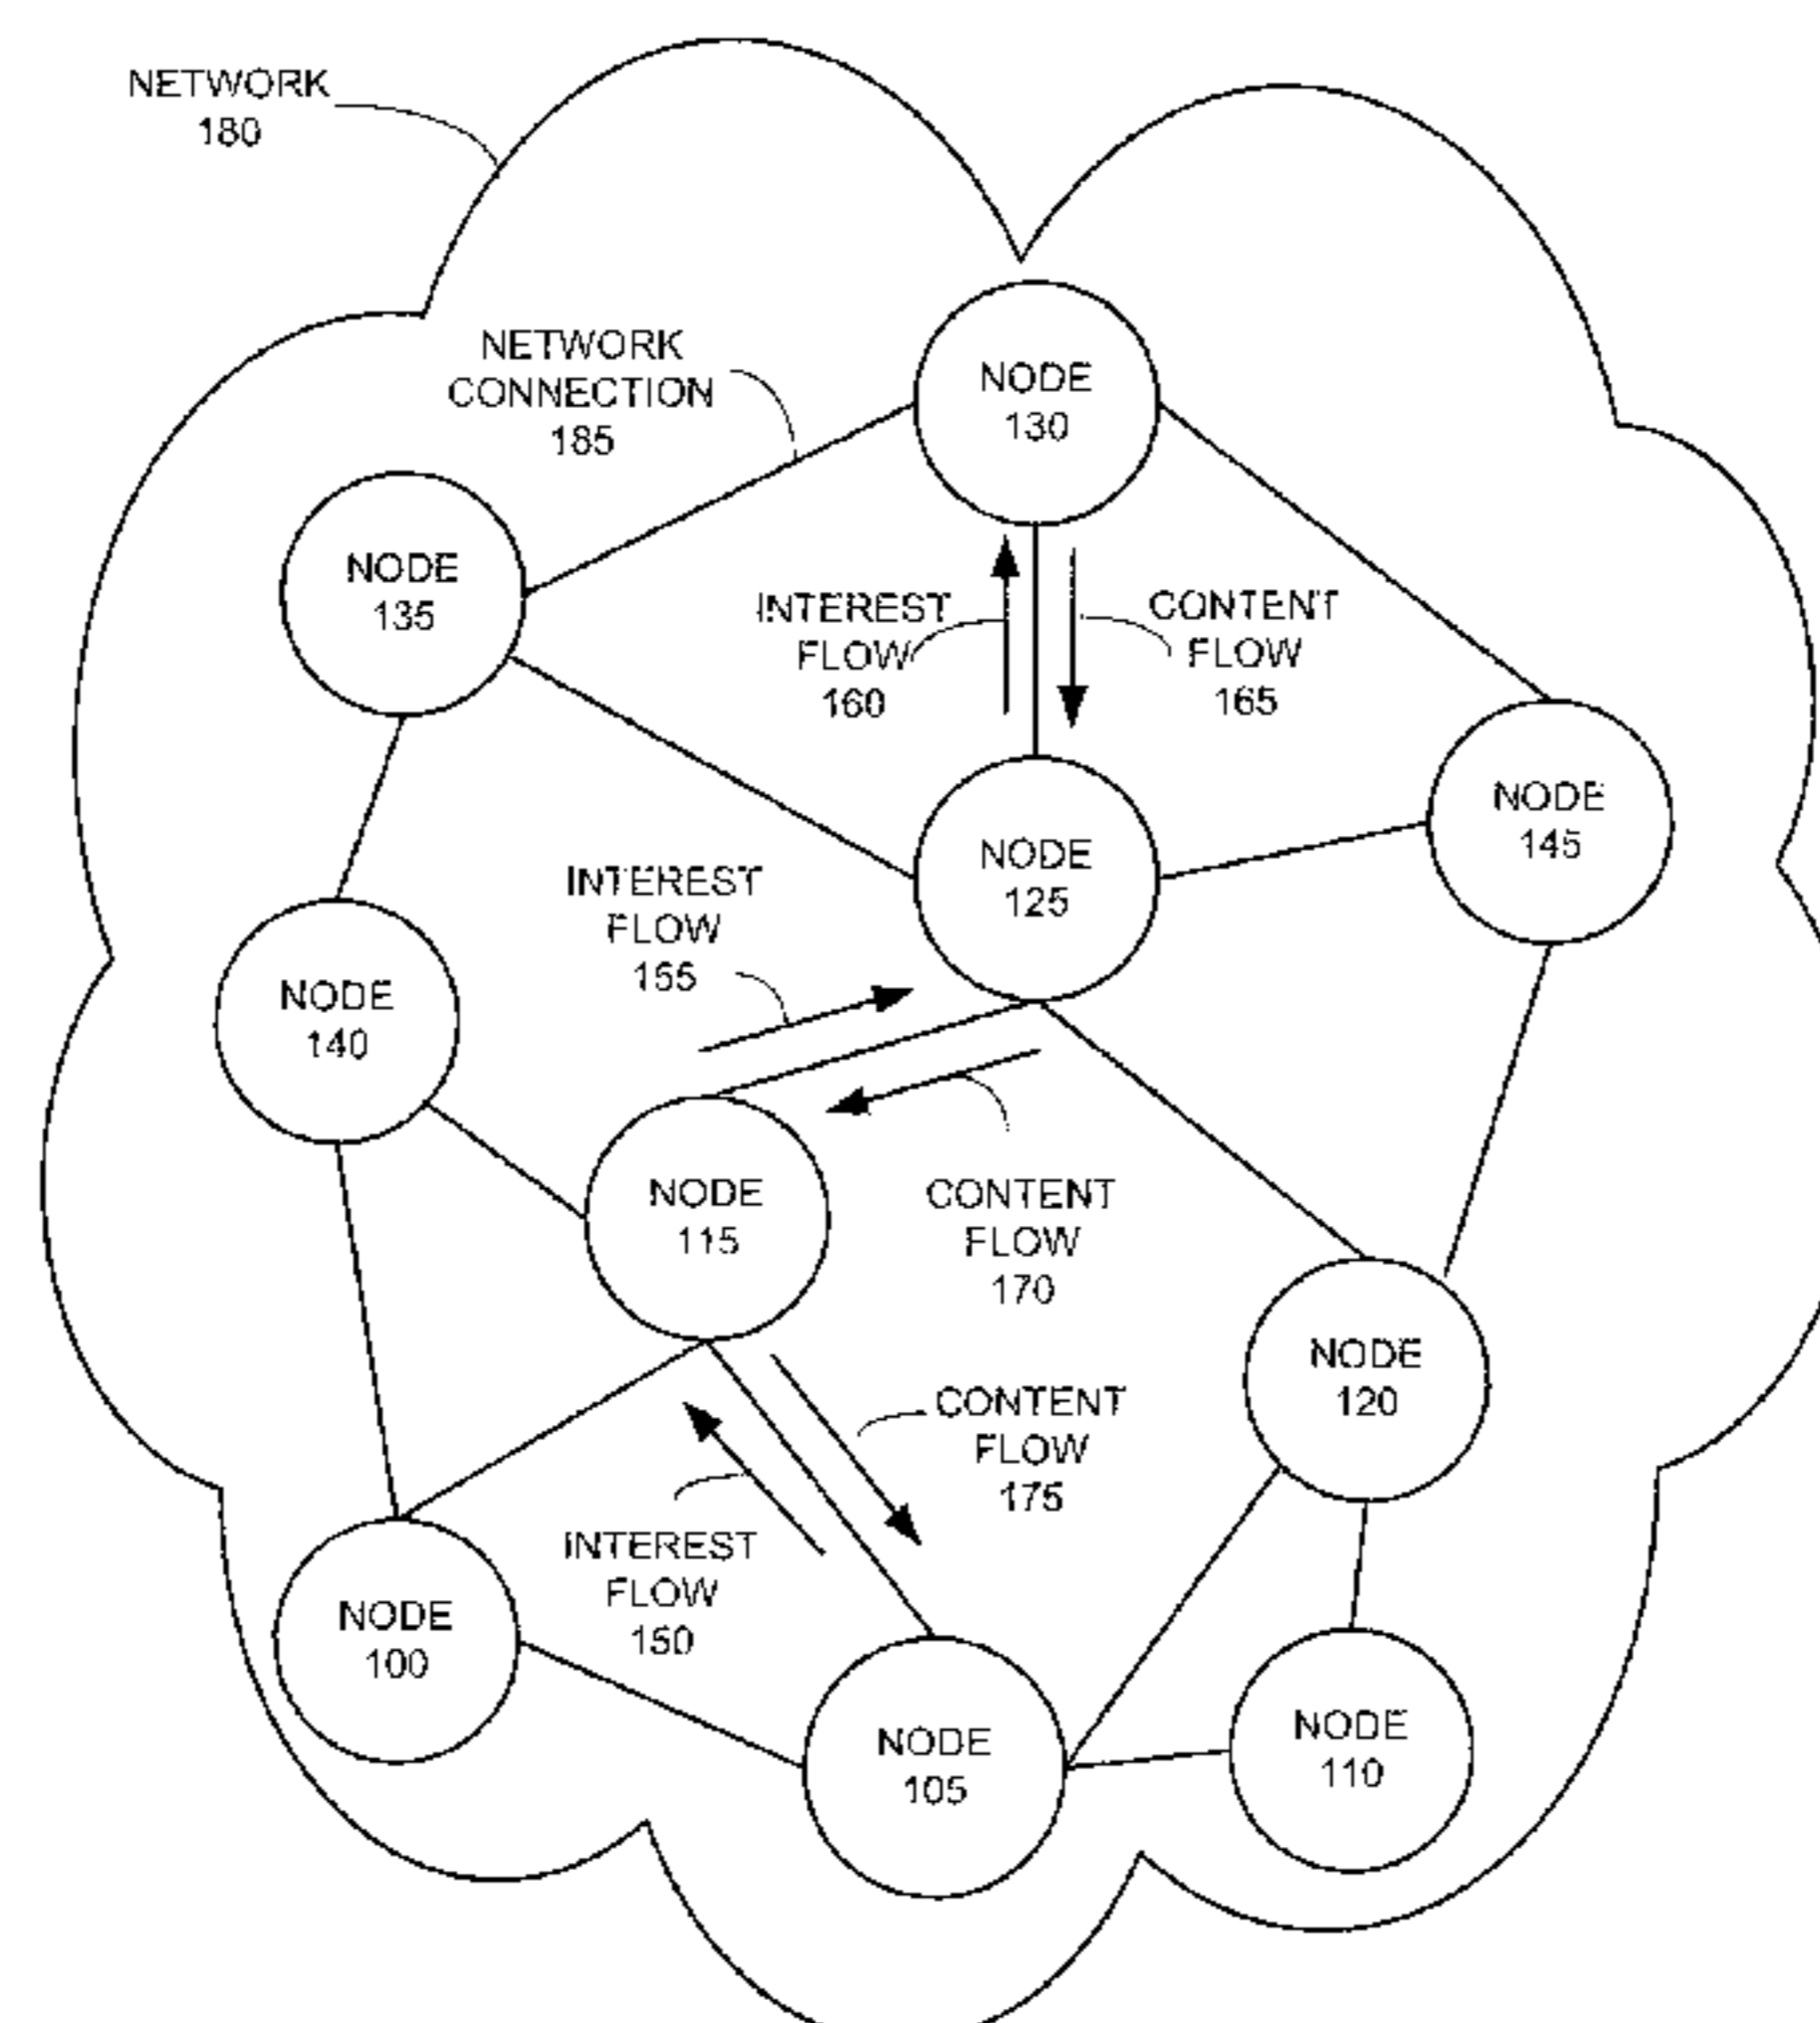 NETWORK
180
NETWORK
CONNECTION
185
NODE
130
NODE
135
INTEREST
FLOW
160
CONTENT
FLOW
165
NODE
145
NODE
125
INTEREST
FLOW
155
NODE
140
NODE
115
CONTENT
FLOW
170
NODE
120
CONTENT
FLOW
175
INTEREST
FLOW
150
NODE
100
NODE
105
NODE
110